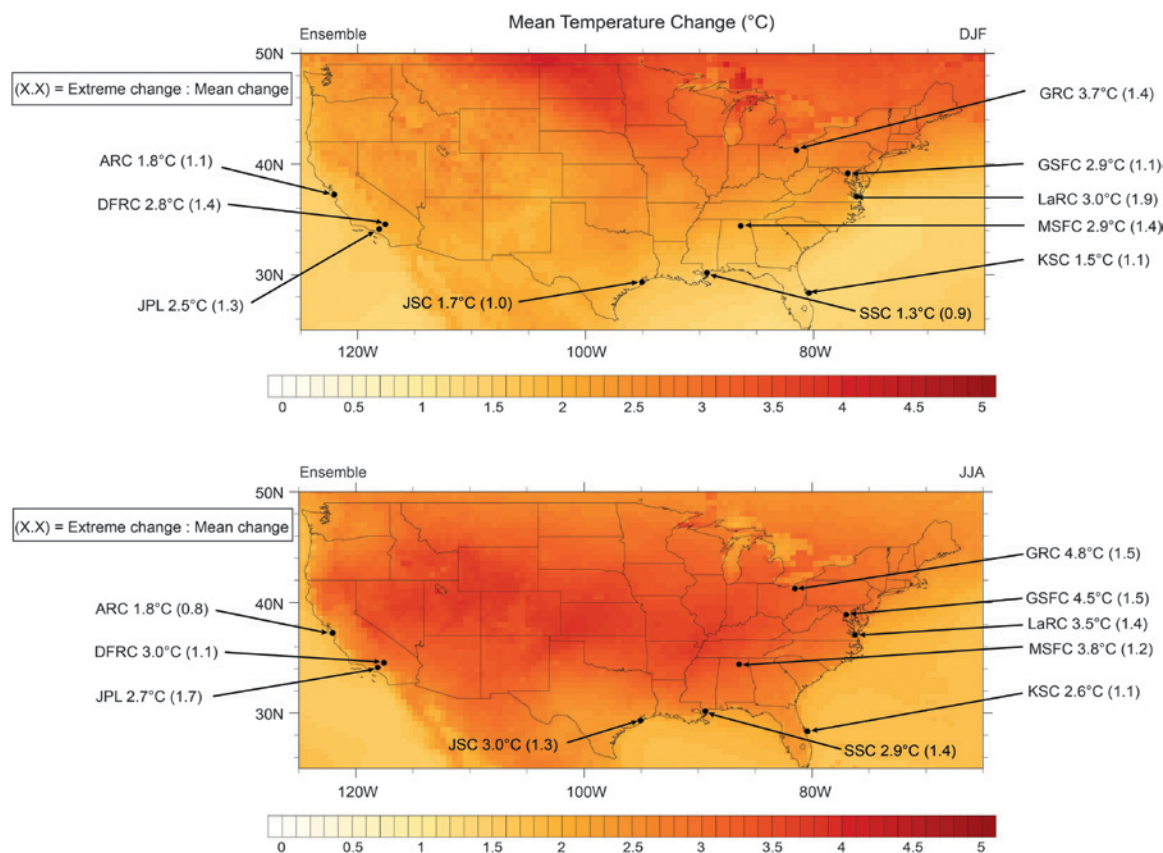 Mean Temperature Change (°C)
Ensemble
DJF
50N
(X.X) = Extreme change : Mean change
GRC 3.7°C (1.4)
ARC 1.8°C (1.1)
40N
GSFC 2.9°C (1.1)
DFRC 2.8°C (1.4)
LaRC 3.0°C (1.9)
MSFC 2.9°C (1.4)
30N
KSC 1.5°C (1.1)
JPL 2.5°C (1.3)
JSC 1.7°C (1.0)
SSC 1.3°C (0.9)
120W 100W 80W
0 0.5 1 1.5 2 2.5 3 3.5 4 4.5 5
Ensemble
JJA
50N
(X.X) = Extreme change : Mean change
GRC 4.8°C (1.5)
ARC 1.8°C (0.8)
40N
GSFC 4.5°C (1.5)
LaRC 3.5°C (1.4)
DFRC 3.0°C (1.1)
MSFC 3.8°C (1.2)
JPL 2.7°C (1.7)
KSC 2.6°C (1.1)
30N
JSC 3.0°C (1.3)
SSC 2.9°C (1.4)
120W 100W 80W
0 0.5 1 1.5 2 2.5 3 3.5 4 4.5 5